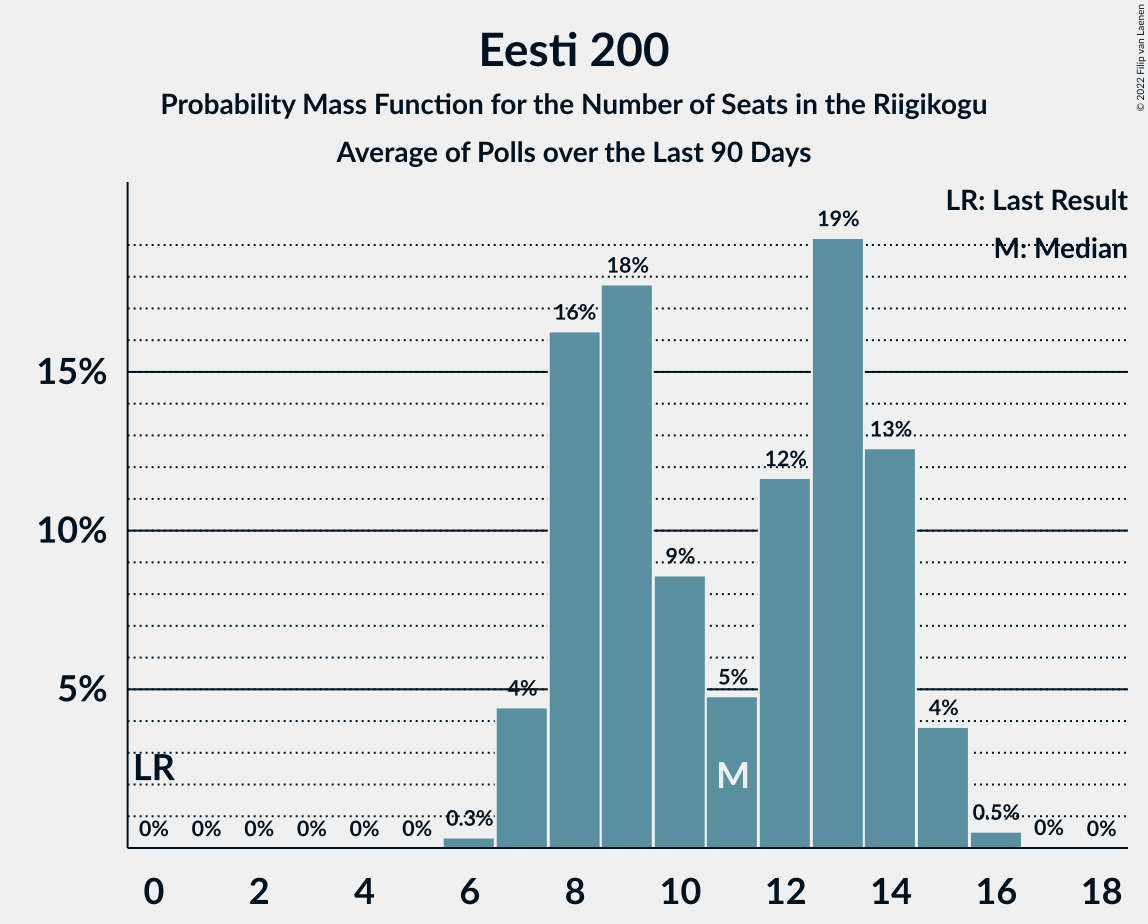 Eesti 200
Probability Mass Function for the Number of Seats in the Riigikogu
Average of Polls over the Last 90 Days
© 2022 Filip van Laenen
LR: Last Result
M: Median
15%
10%
5%
0%
0%
0%
0%
0%
0%
0.3%
4%
16%
18%
9%
5%
12%
19%
13%
4%
0.5%
0%
0%
LR
M
0 2 4 6 8 10 12 14 16 18